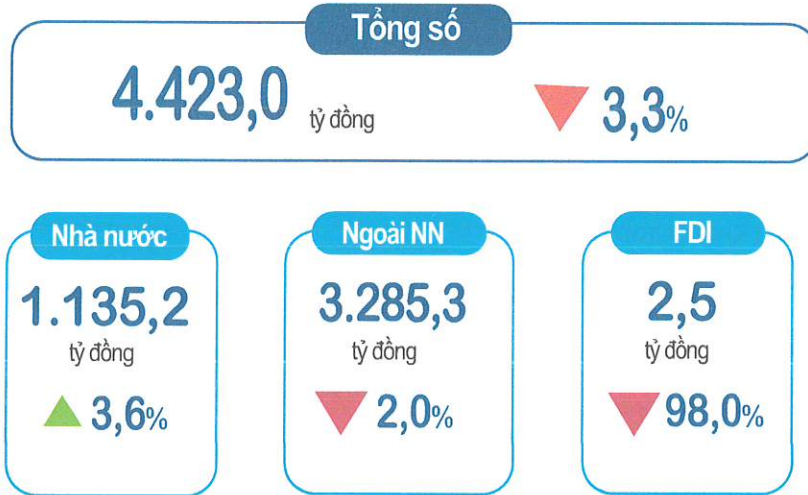 Tổng số
4.423,0 tỷ đồng 3,3%
Nhà nước
1.135,2
tỷ đồng
3,6%
Ngoài NN
3.285,3
tỷ đồng
2,0%
FDI
2,5
tỷ đồng
98,0%